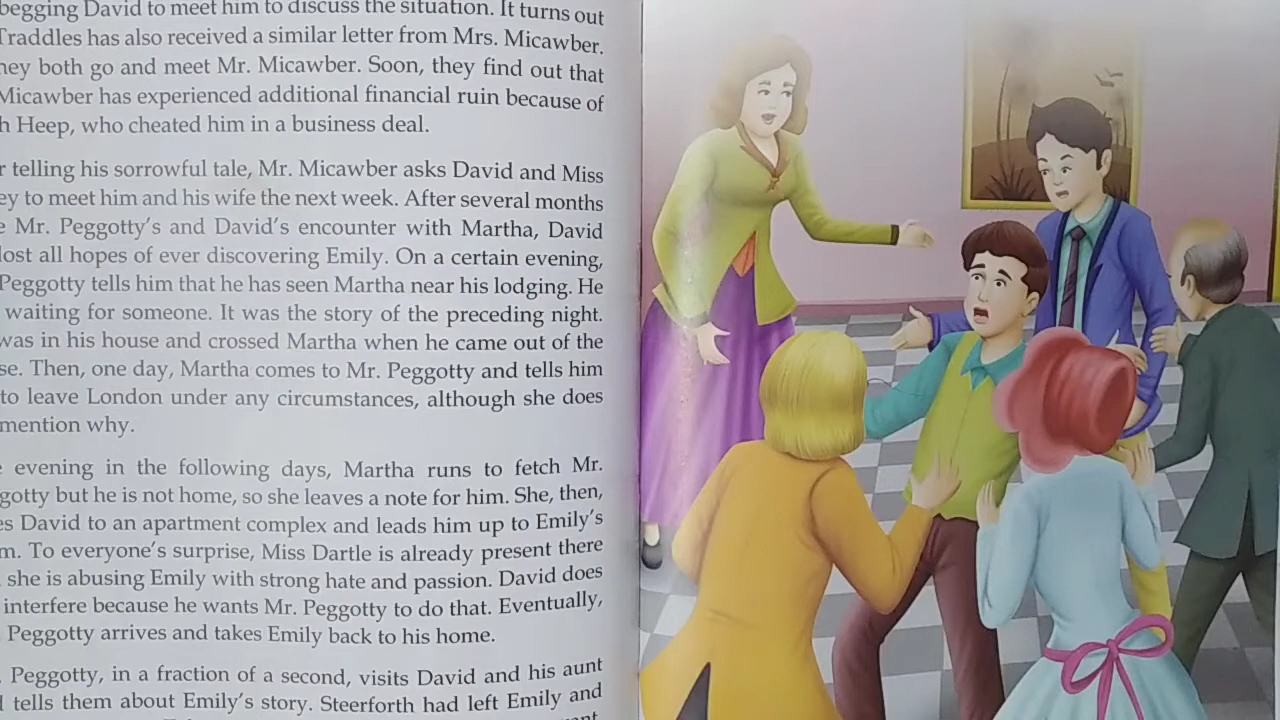 begging David to meet him to discuss the situation. It turns out
Traddles has also received a similar letter from Mrs. Micawber.
hey both go and meet Mr. Micawber. Soon, they find out that
Micawber has experienced additional financial ruin because of
h Heep, who cheated him in a business deal.
r telling his sorrowful tale, Mr. Micawber asks David and Miss
ey to meet him and his wife the next week. After several months
e Mr. Peggotty's and David's encounter with Martha, David
lost all hopes of ever discovering Emily. On a certain evening,
Peggotty tells him that he has seen Martha near his lodging. He
waiting for someone. It was the story of the preceding night.
was in his house and crossed Martha when he came out of the
se. Then, one day, Martha comes to Mr. Peggotty and tells him
to leave London under any circumstances, although she does
mention why.
e evening in the following days, Martha runs to fetch Mr.
ggotty but he is not home, so she leaves a note for him. She, then,
es David to an apartment complex and leads him up to Emily's
m. To everyone's surprise, Miss Dartle is already present there
she is abusing Emily with strong hate and passion. David does
interfere because he wants Mr. Peggotty to do that. Eventually,
Peggotty arrives and takes Emily back to his home.
Peggotty, in a fraction of a second, visits David and his aunt
d tells them about Emily's story. Steerforth had left Emily and